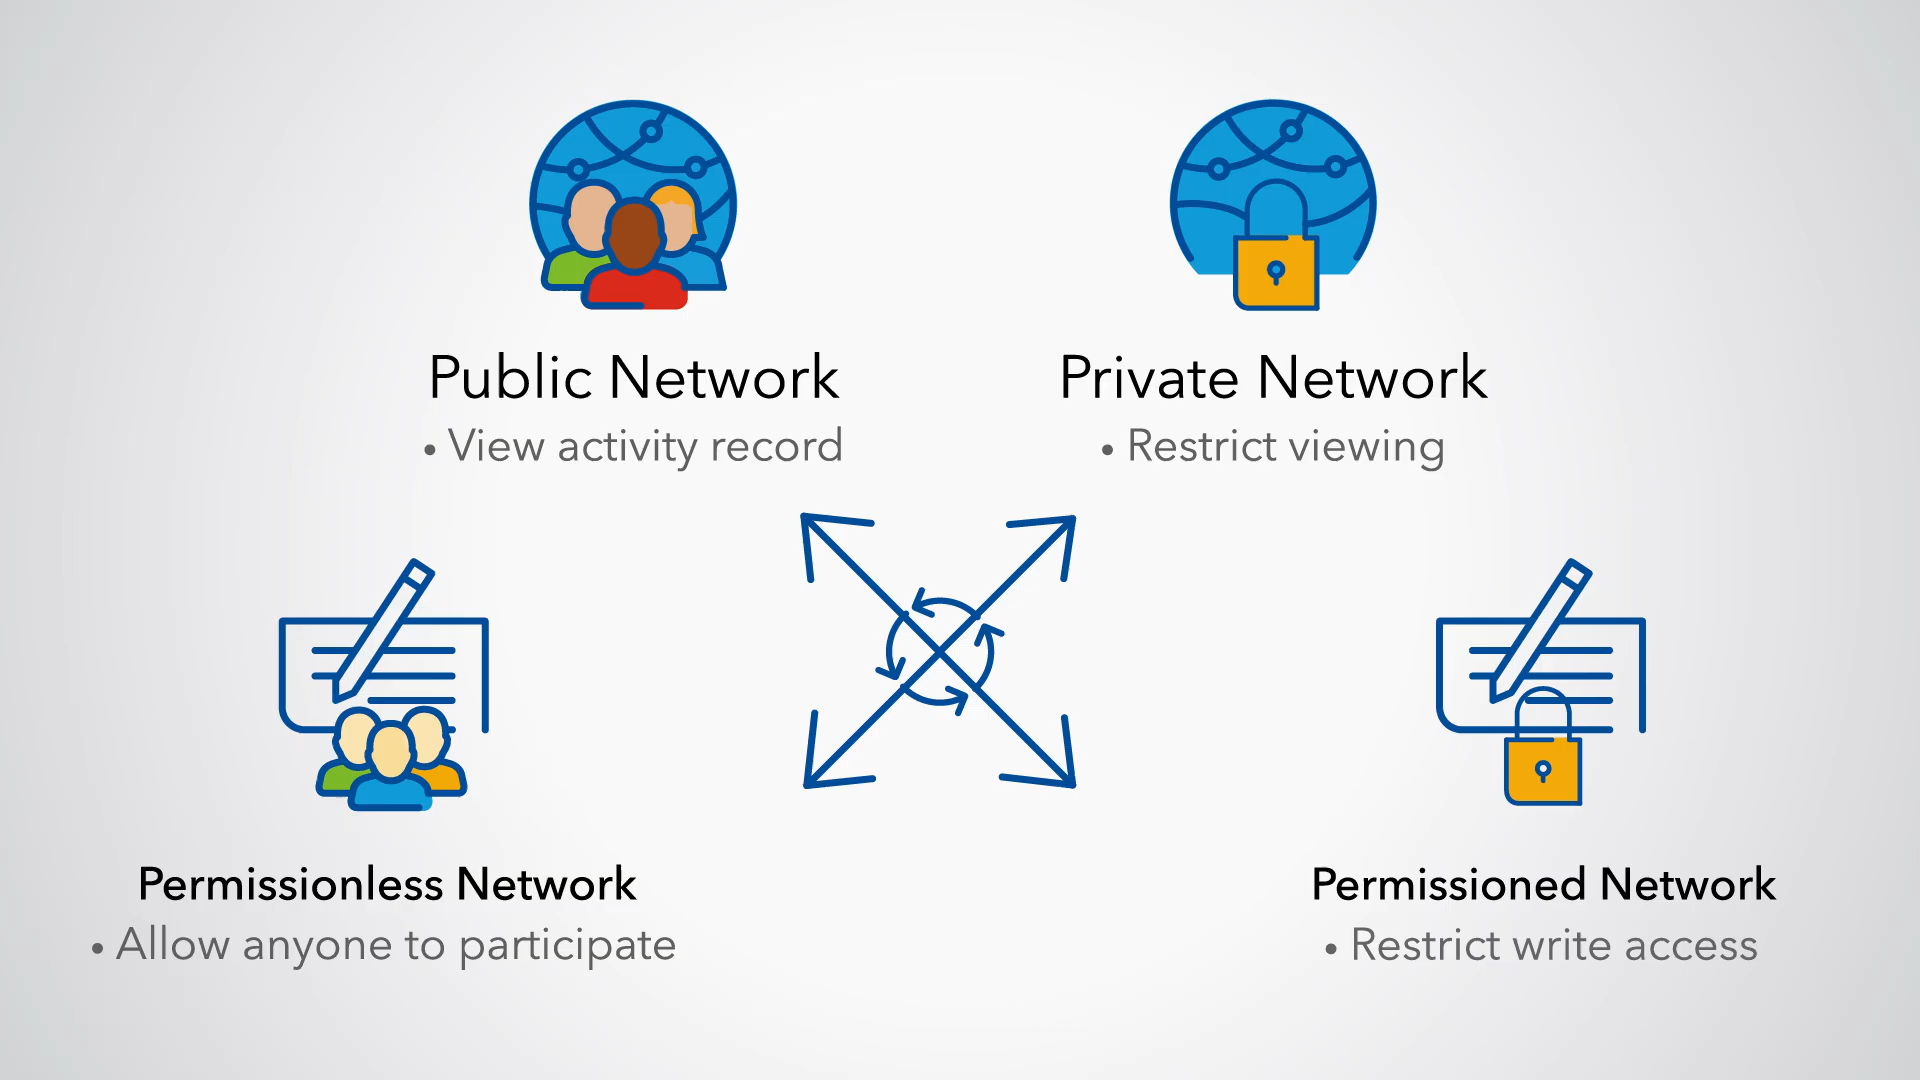 Public Network
• View activity record
Private Network
• Restrict viewing
Permissionless Network
• Allow anyone to participate
Permissioned Network
• Restrict write access